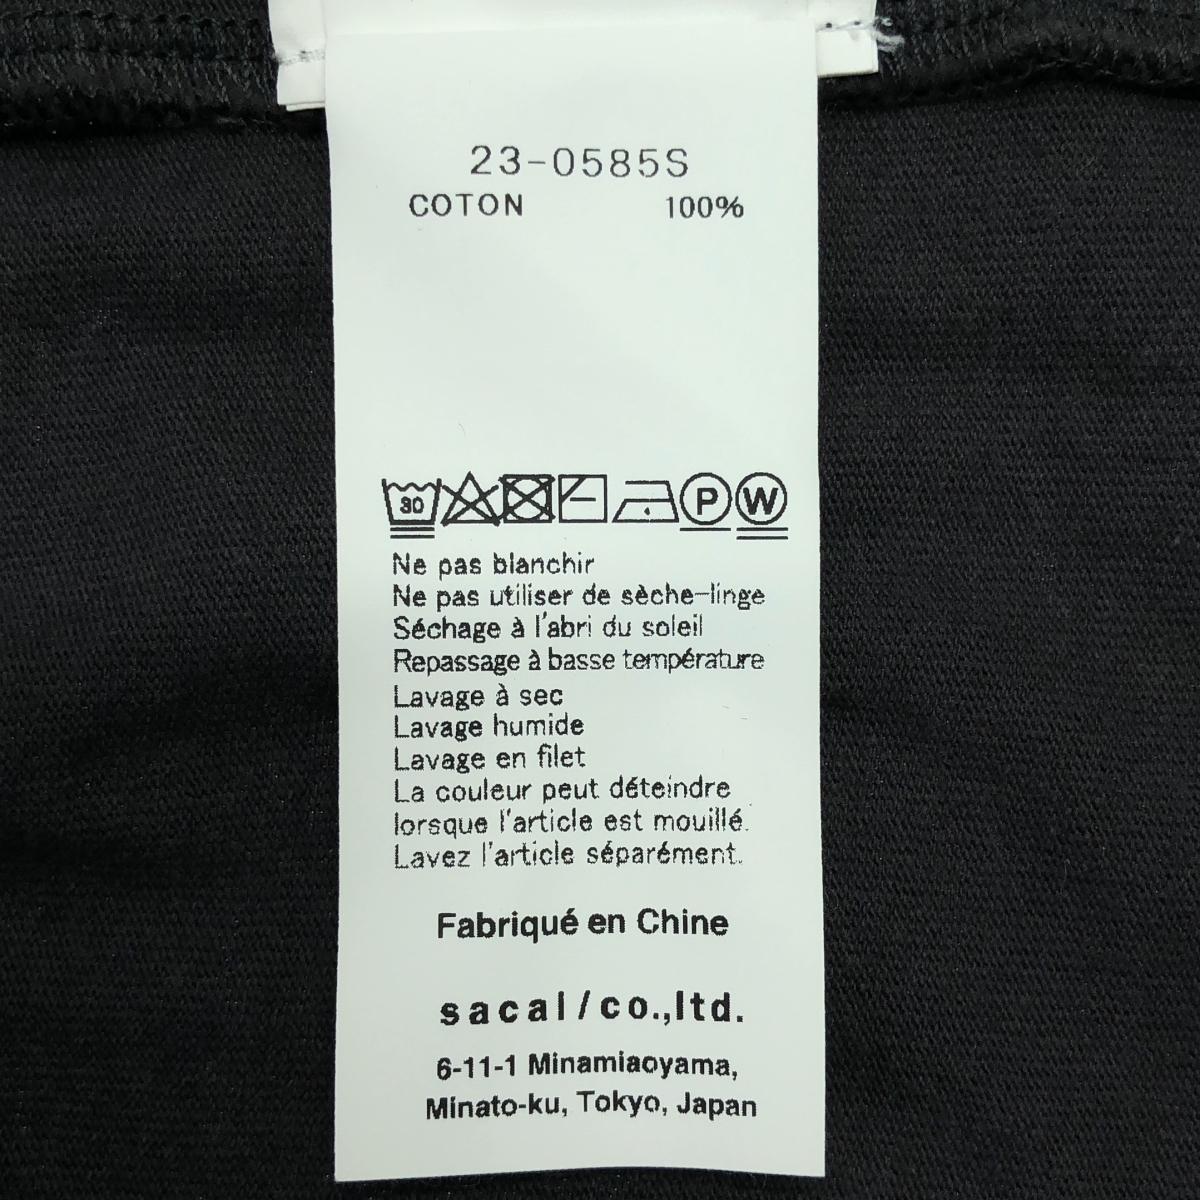 23-0585S
COTON 100%
30 P W
Ne pas blanchir
Ne pas utiliser de sèche-linge
Séchage à l'abri du soleil
Repassage à basse température
Lavage à sec
Lavage humide
Lavage en filet
La couleur peut déteindre
lorsque l'article est mouillé.
Lavez l'article séparément.
Fabriqué en Chine
sacal/co.,ltd.
6-11-1 Minamiaoyama,
Minato-ku, Tokyo, Japan